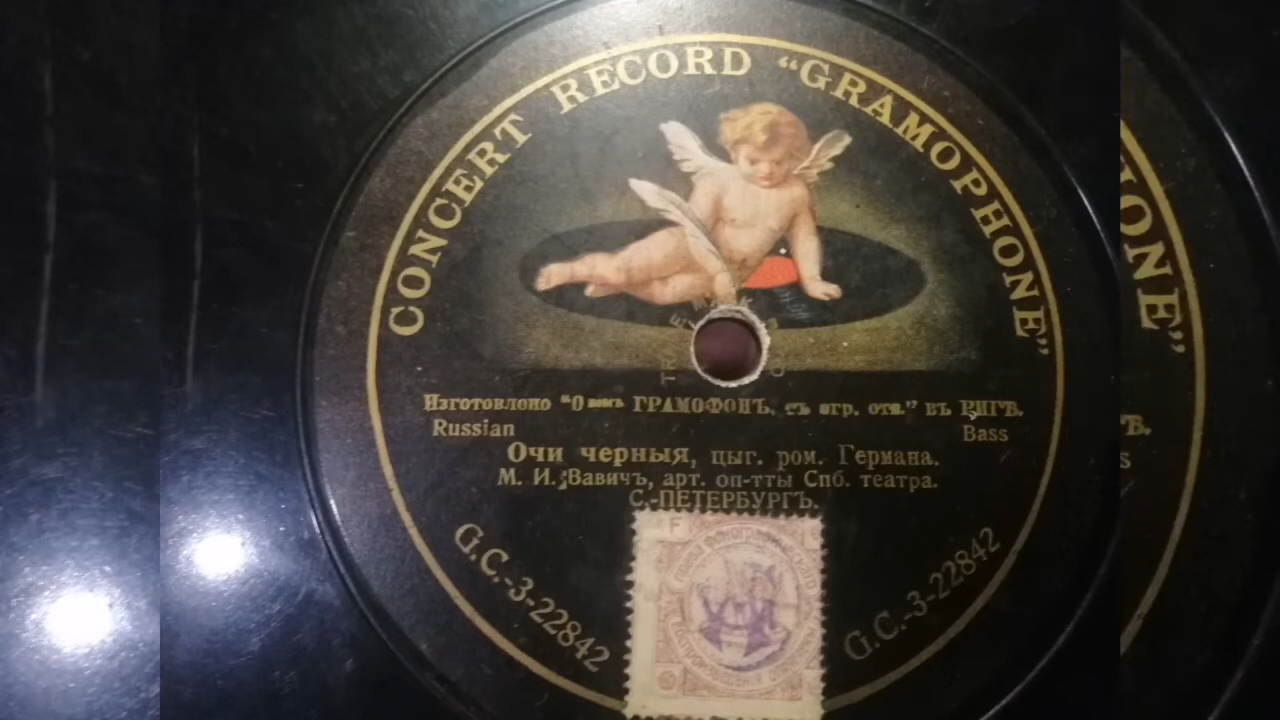 CONCERT RECORD “GRAMOPHONE”
Изготовлено “О ГРАМОФОНЪ, съ огр. отв.” въ РИГѢ.
Russian
Bass
Очи черныя, цыг. ром. Германа.
М. И. Вавичъ, арт. оп-тты Спб. театра.
С.-ПЕТЕРБУРГЪ.
G.C.-3-22842
G.C.-3-22842
F